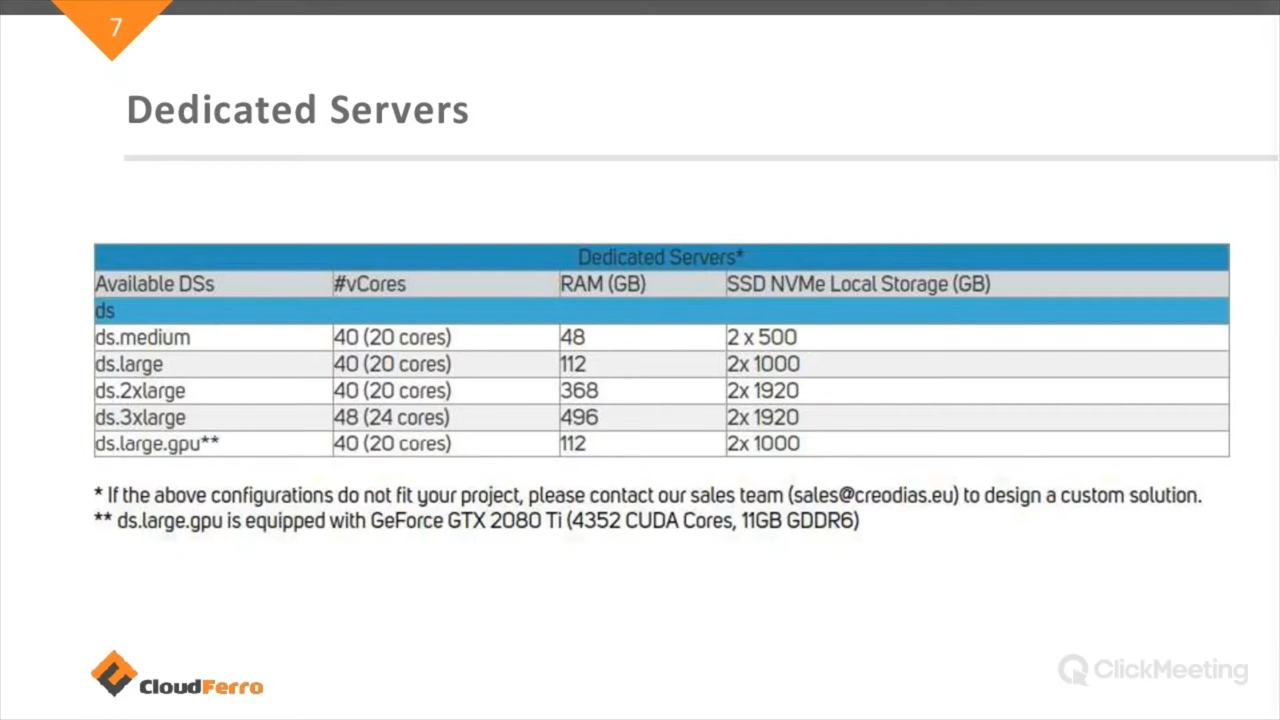 7
Dedicated Servers
Dedicated Servers*
Available DSs #vCores RAM (GB) SSD NVMe Local Storage (GB)
ds
ds.medium 40 (20 cores) 48 2 x 500
ds.large 40 (20 cores) 112 2x 1000
ds.2xlarge 40 (20 cores) 368 2x 1920
ds.3xlarge 48 (24 cores) 496 2x 1920
ds.large.gpu** 40 (20 cores) 112 2x 1000
* If the above configurations do not fit your project, please contact our sales team (sales@creodias.eu) to design a custom solution.
** ds.large.gpu is equipped with GeForce GTX 2080 Ti (4352 CUDA Cores, 11GB GDDR6)
CloudFerro
ClickMeeting